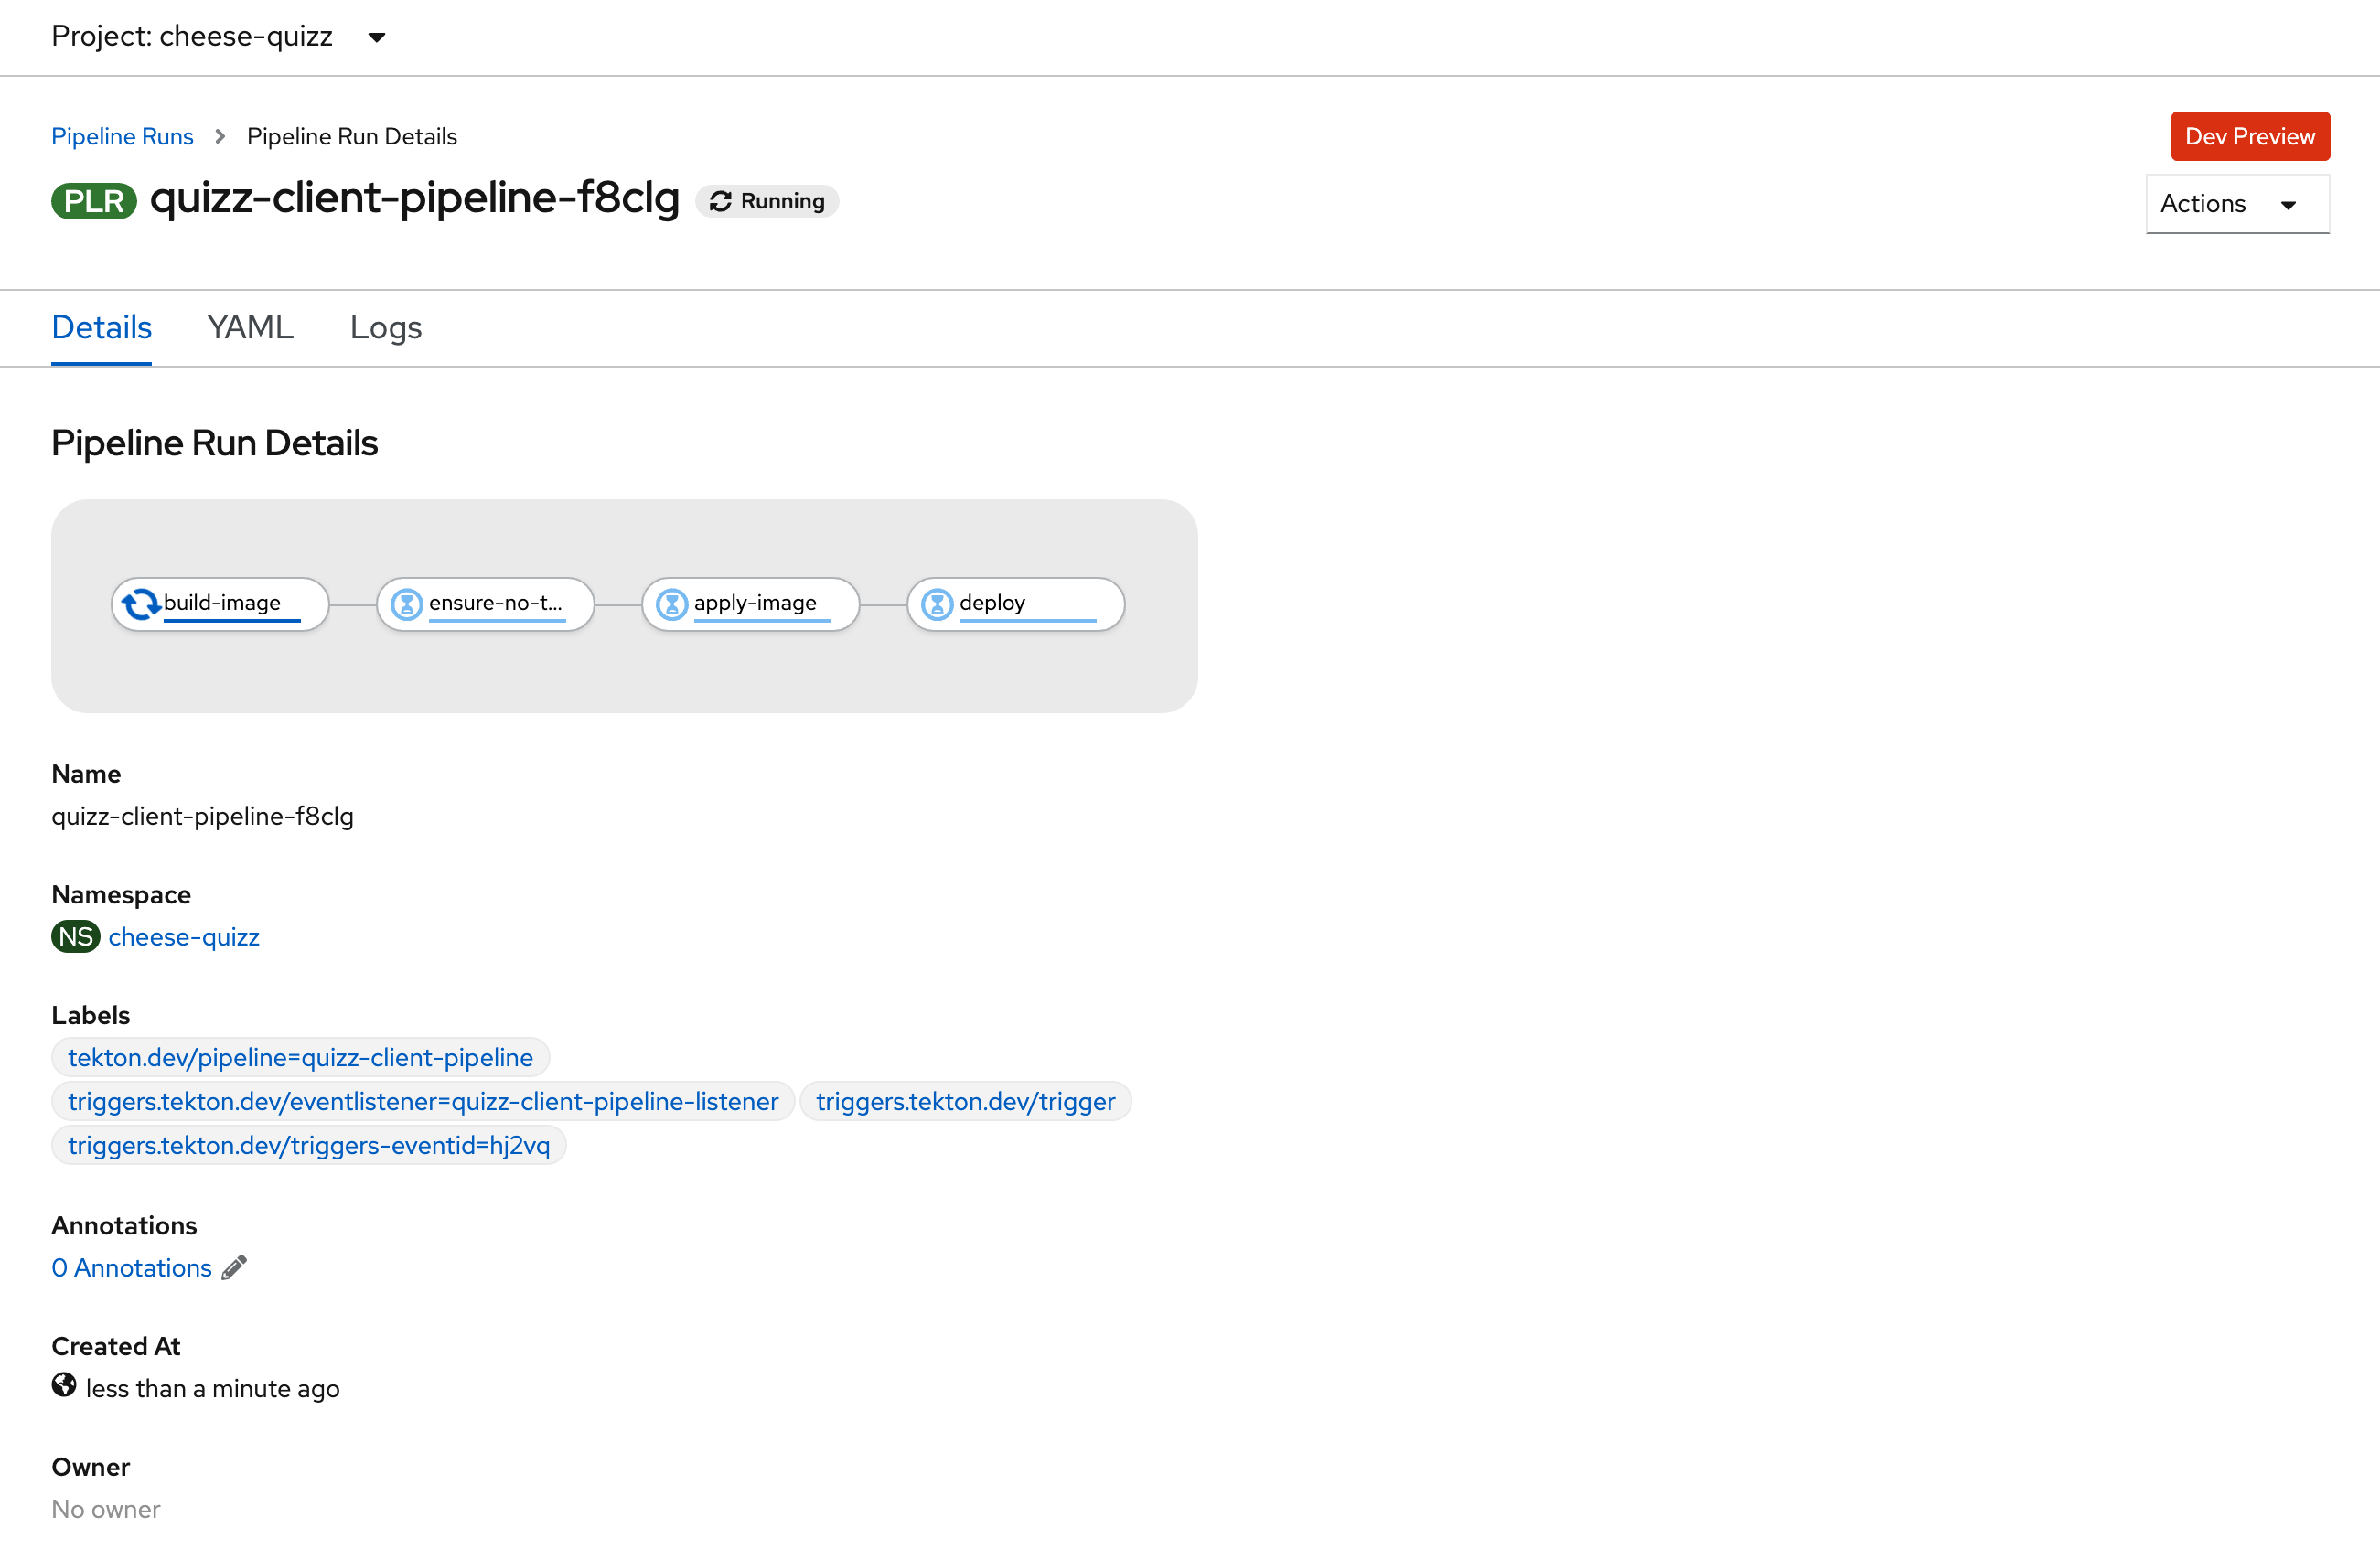 Project: cheese-quizz
Pipeline Runs > Pipeline Run Details
Dev Preview
PLR quizz-client-pipeline-f8clg Running
Actions
Details YAML Logs
Pipeline Run Details
build-image ensure-no-t... apply-image deploy
Name
quizz-client-pipeline-f8clg
Namespace
NS cheese-quizz
Labels
tekton.dev/pipeline=quizz-client-pipeline
triggers.tekton.dev/eventlistener=quizz-client-pipeline-listener triggers.tekton.dev/trigger
triggers.tekton.dev/triggers-eventid=hj2vq
Annotations
0 Annotations
Created At
less than a minute ago
Owner
No owner